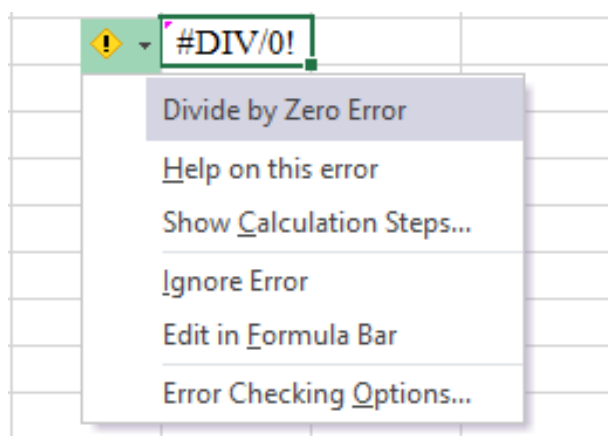 #DIV/0!
Divide by Zero Error
Help on this error
Show Calculation Steps...
Ignore Error
Edit in Formula Bar
Error Checking Options...